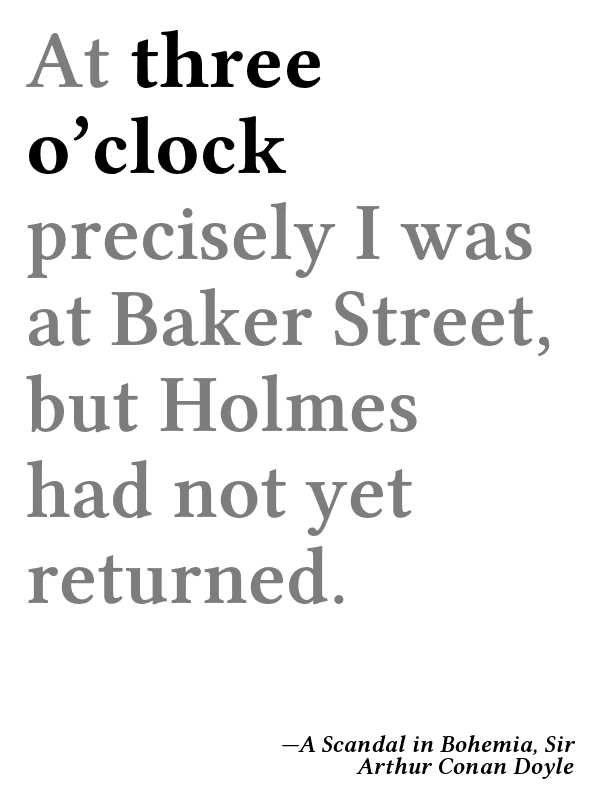 At three
o’clock
precisely I was
at Baker Street,
but Holmes
had not yet
returned.
—A Scandal in Bohemia, Sir
Arthur Conan Doyle